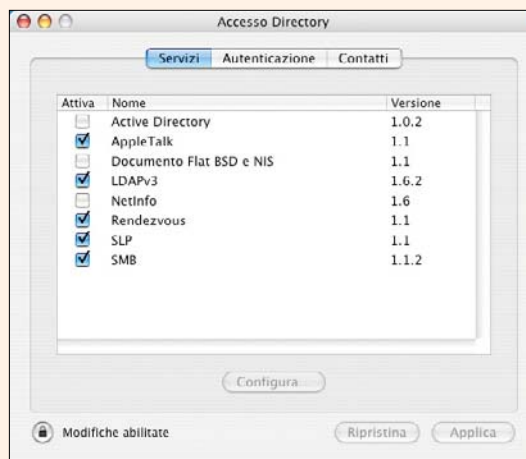 Accesso Directory
Servizi Autenticazione Contatti
Attiva Nome Versione
Active Directory 1.0.2
AppleTalk 1.1
Documento Flat BSD e NIS 1.1
LDAPv3 1.6.2
NetInfo 1.6
Rendezvous 1.1
SLP 1.1
SMB 1.1.2
Configura
Modifiche abilitate Ripristina Applica